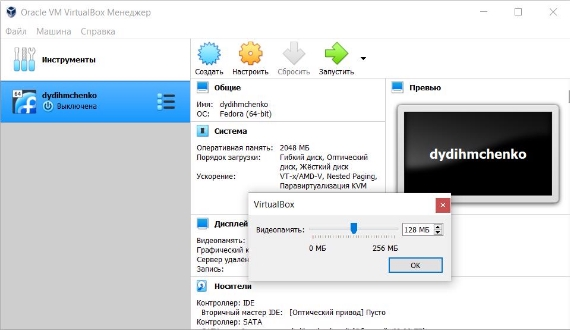 Oracle VM VirtualBox Менеджер
Файл Машина Справка
Инструменты
64
dydihmchenko
Выключена
Создать Настроить Сбросить Запустить
Общие
Имя: dydihmchenko
ОС: Fedora (64-bit)
Система
Оперативная память: 2048 МБ
Порядок загрузки: Гибкий диск, Оптический
диск, Жёсткий диск
Ускорение: VT-x/AMD-V, Nested Paging,
Паравиртуализация KVM
Превью
dydihmchenko
Дисплей
Видеопамять:
Графический
Сервер
Запись:
VirtualBox
Видеопамять: 128 МБ
0 МБ 256 МБ
ОК
Носители
Контроллер: IDE
Вторичный мастер IDE: [Оптический привод] Пусто
Контроллер: SATA